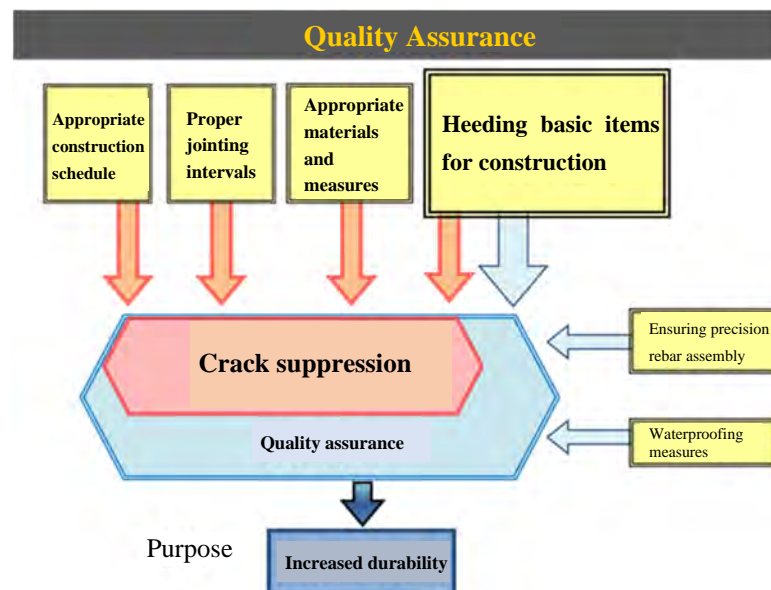 Quality Assurance
Appropriate
construction
schedule
Proper
jointing
intervals
Appropriate
materials
and
measures
Heeding basic items
for construction
Crack suppression
Quality assurance
Ensuring precision
rebar assembly
Waterproofing
measures
Purpose
Increased durability